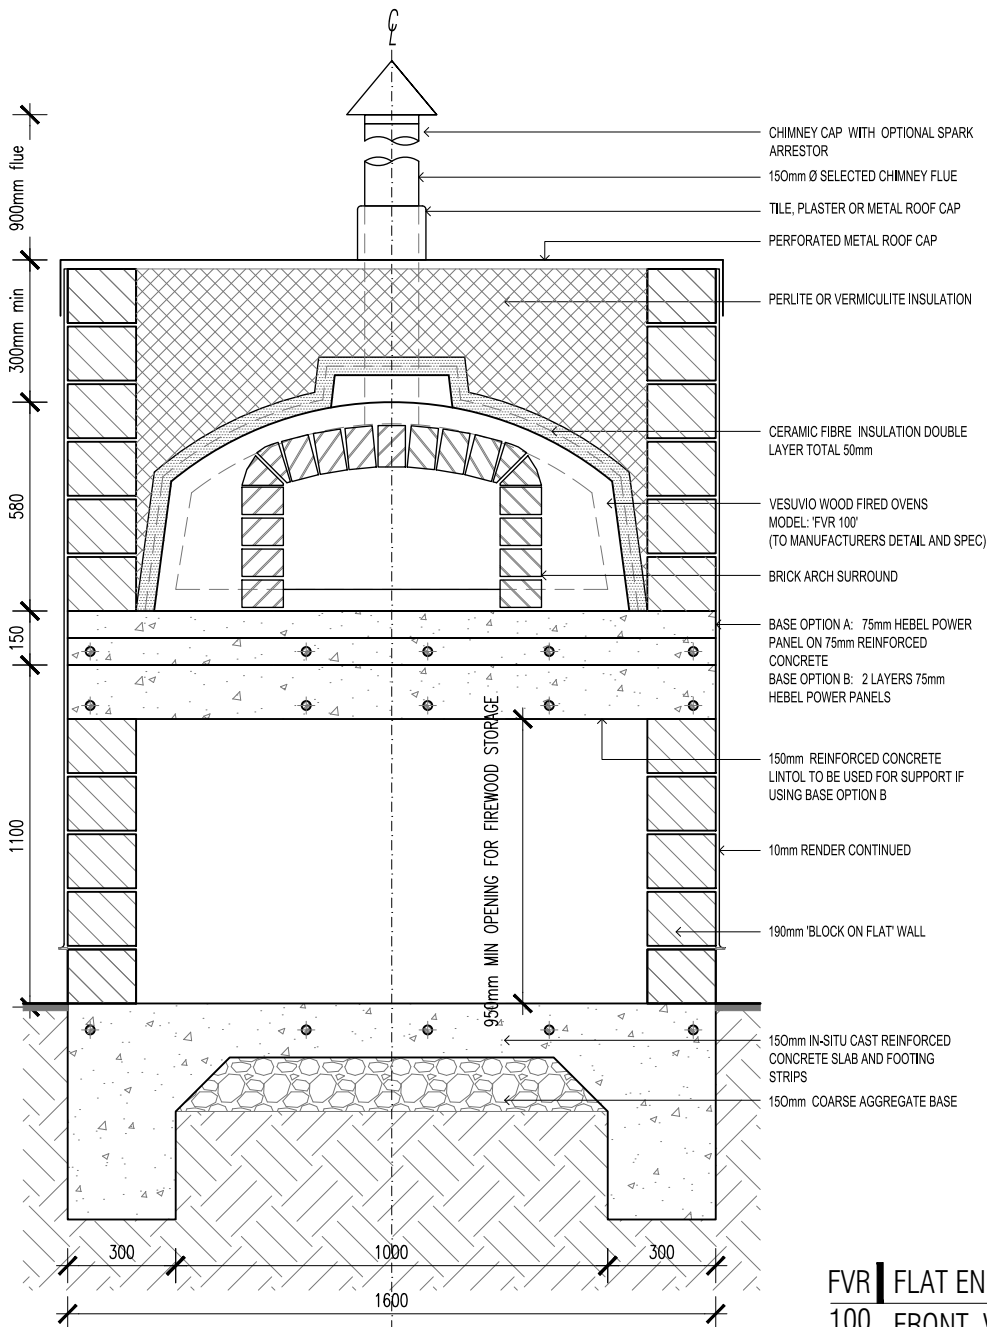 CHIMNEY CAP WITH OPTIONAL SPARK
ARRESTOR
150mm Ø SELECTED CHIMNEY FLUE
TILE, PLASTER OR METAL ROOF CAP
PERFORATED METAL ROOF CAP
PERLITE OR VERMICULITE INSULATION
CERAMIC FIBRE INSULATION DOUBLE
LAYER TOTAL 50mm
VESUVIO WOOD FIRED OVENS
MODEL: 'FVR 100'
(TO MANUFACTURERS DETAIL AND SPEC)
BRICK ARCH SURROUND
BASE OPTION A: 75mm HEBEL POWER
PANEL ON 75mm REINFORCED
CONCRETE
BASE OPTION B: 2 LAYERS 75mm
HEBEL POWER PANELS
150mm REINFORCED CONCRETE
LINTOL TO BE USED FOR SUPPORT IF
USING BASE OPTION B
10mm RENDER CONTINUED
190mm 'BLOCK ON FLAT' WALL
150mm IN-SITU CAST REINFORCED
CONCRETE SLAB AND FOOTING
STRIPS
150mm COARSE AGGREGATE BASE
900mm flue
300mm min
580
150
1100
950mm MIN OPENING FOR FIREWOOD STORAGE
300
1000
300
1600
FVR FLAT EN
100 FRONT V